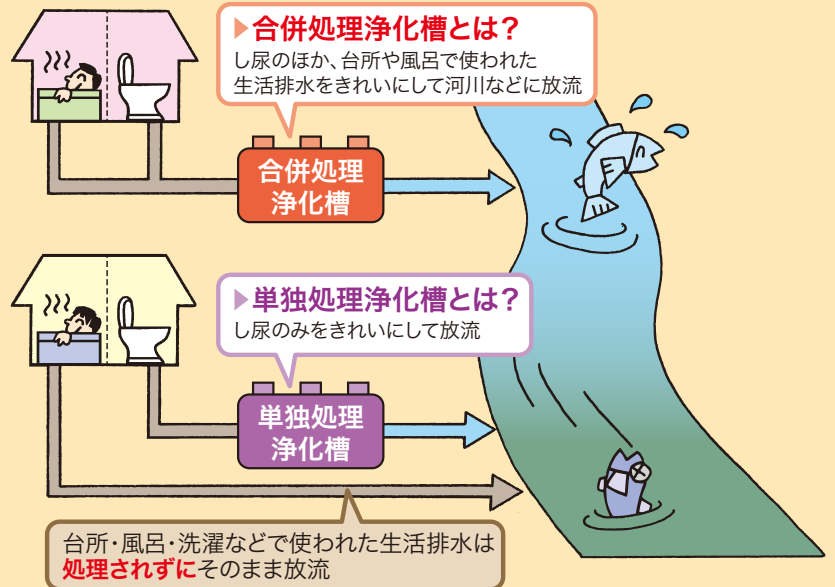 ▶合併処理浄化槽とは?
し尿のほか、台所や風呂で使われた
生活排水をきれいにして河川などに放流
合併処理
浄化槽
▶単独処理浄化槽とは?
し尿のみをきれいにして放流
単独処理
浄化槽
台所・風呂・洗濯などで使われた生活排水は
処理されずにそのまま放流